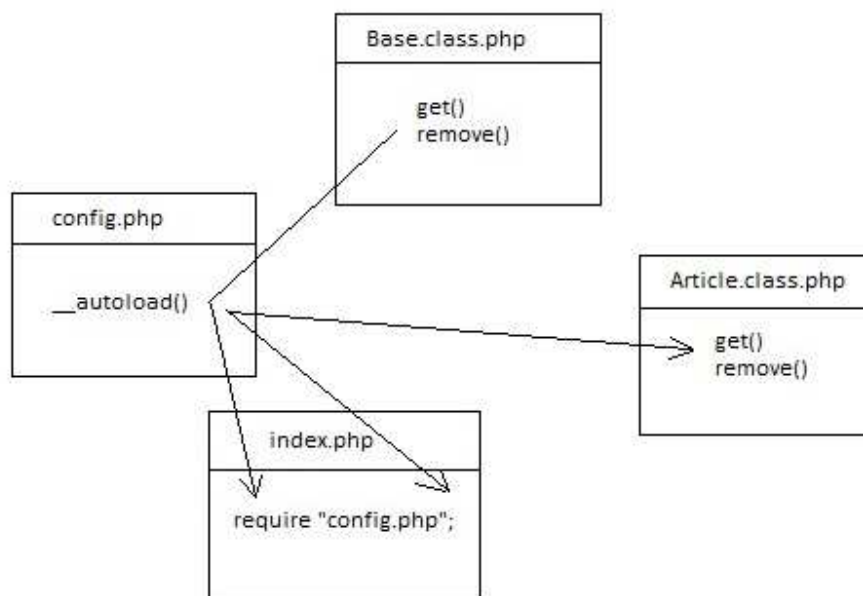 Base.class.php
get()
remove()
config.php
__autoload()
Article.class.php
get()
remove()
index.php
require "config.php";